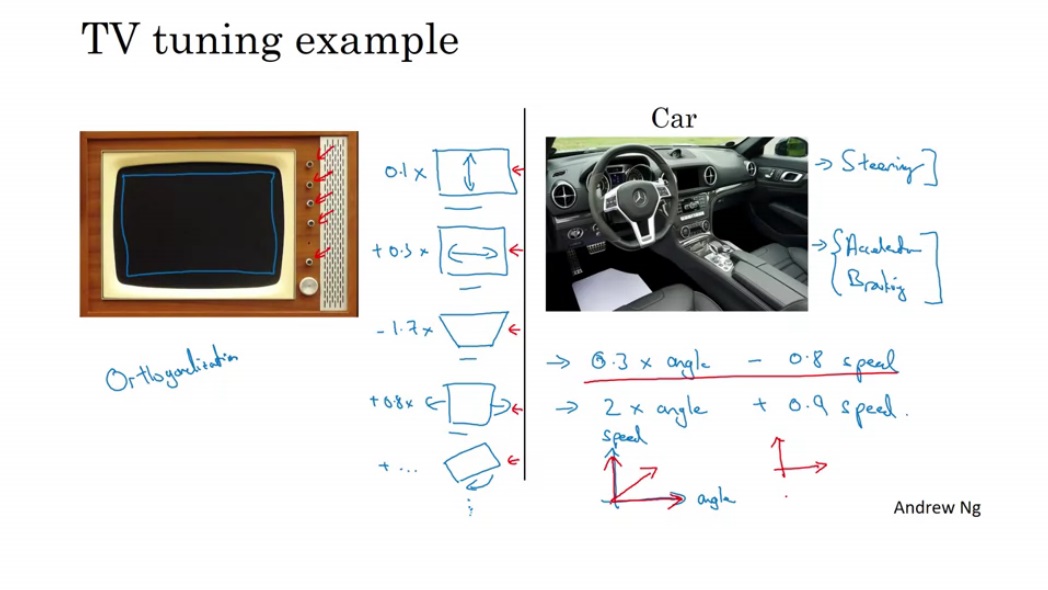 TV tuning example
0.1 x
+ 0.3 x
- 1.7 x
+ 0.8x
+ ...
Orthogonalization
Car
→ Steering ]
→ { Acceleration
Braking ]
→ 0.3 x angle - 0.8 speed
→ 2 x angle + 0.9 speed.
speed
angle
Andrew Ng